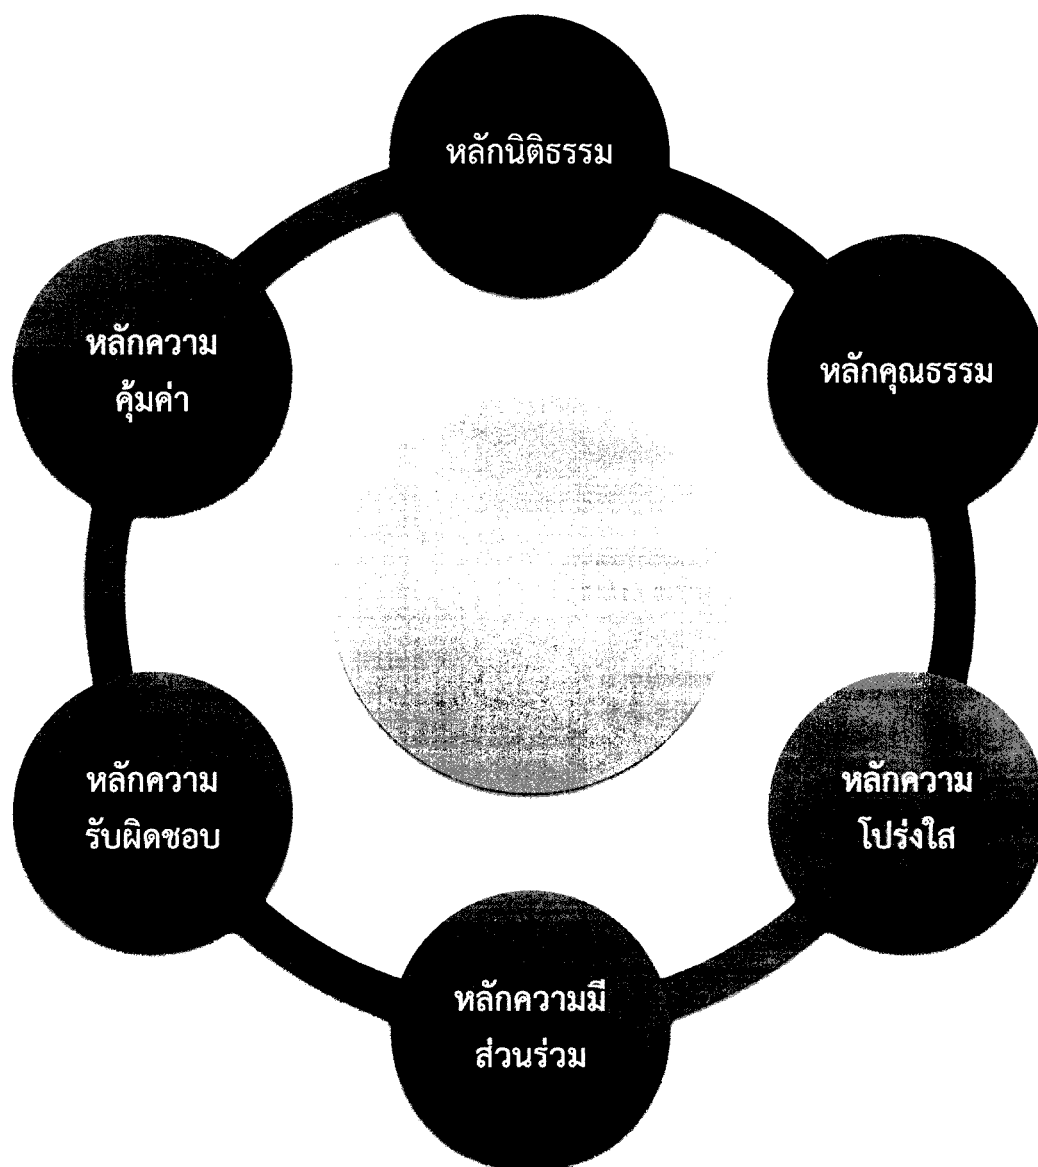 หลักนิติธรรม
หลักคุณธรรม
หลักความ
โปร่งใส
หลักความมี
ส่วนร่วม
หลักความ
รับผิดชอบ
หลักความ
คุ้มค่า